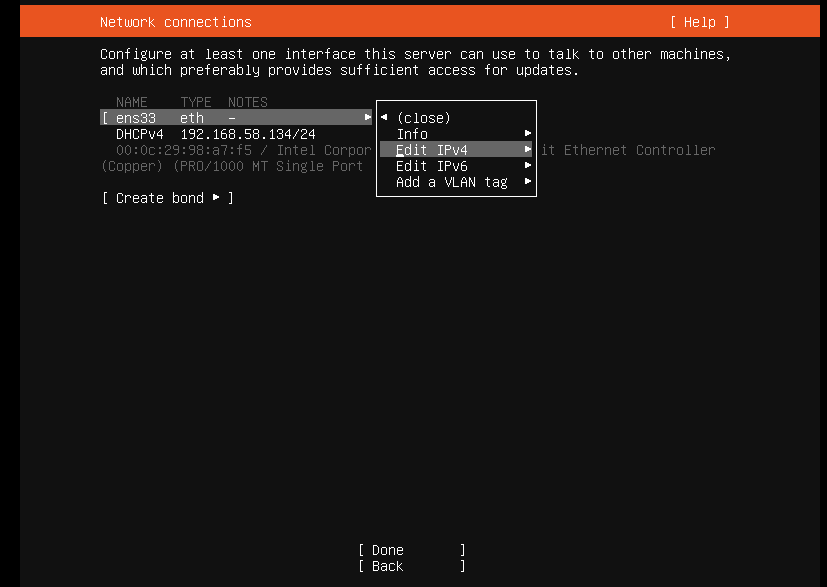 Network connections [ Help ]
Configure at least one interface this server can use to talk to other machines,
and which preferably provides sufficient access for updates.
NAME TYPE NOTES
[ ens33 eth – ▶ ◀ (close)
DHCPv4 192.168.58.134/24 Info ▶
00:0c:29:98:a7:f5 / Intel Corpor Edit IPv4 ▶ it Ethernet Controller
(Copper) (PRO/1000 MT Single Port Edit IPv6 ▶
Add a VLAN tag ▶
[ Create bond ▶ ]
[ Done ]
[ Back ]